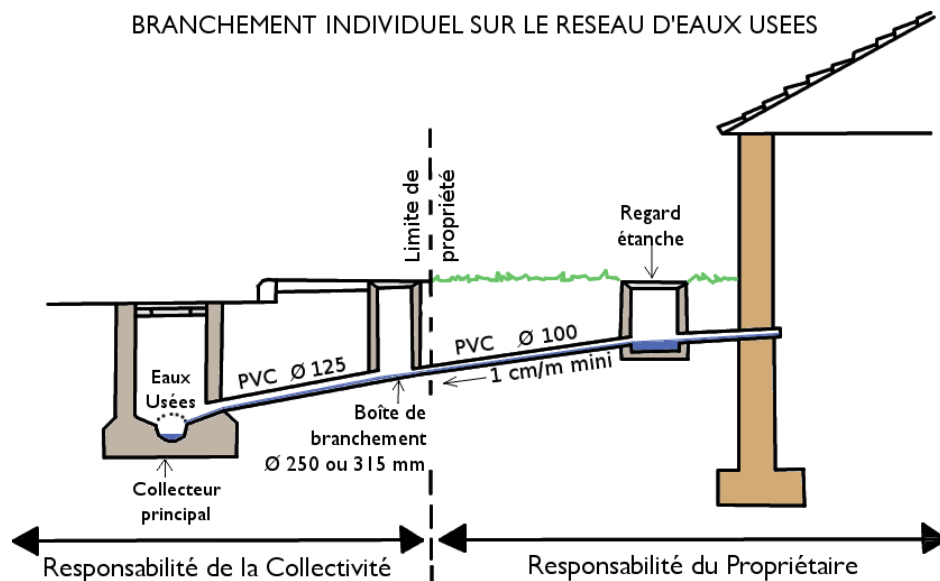 BRANCHEMENT INDIVIDUEL SUR LE RESEAU D'EAUX USEES
Limite de
propriété
Regard
étanche
PVC Ø 125
PVC Ø 100
1 cm/m mini
Eaux
Usées
Boîte de
branchement
Ø 250 ou 315 mm
Collecteur
principal
Responsabilité de la Collectivité
Responsabilité du Propriétaire